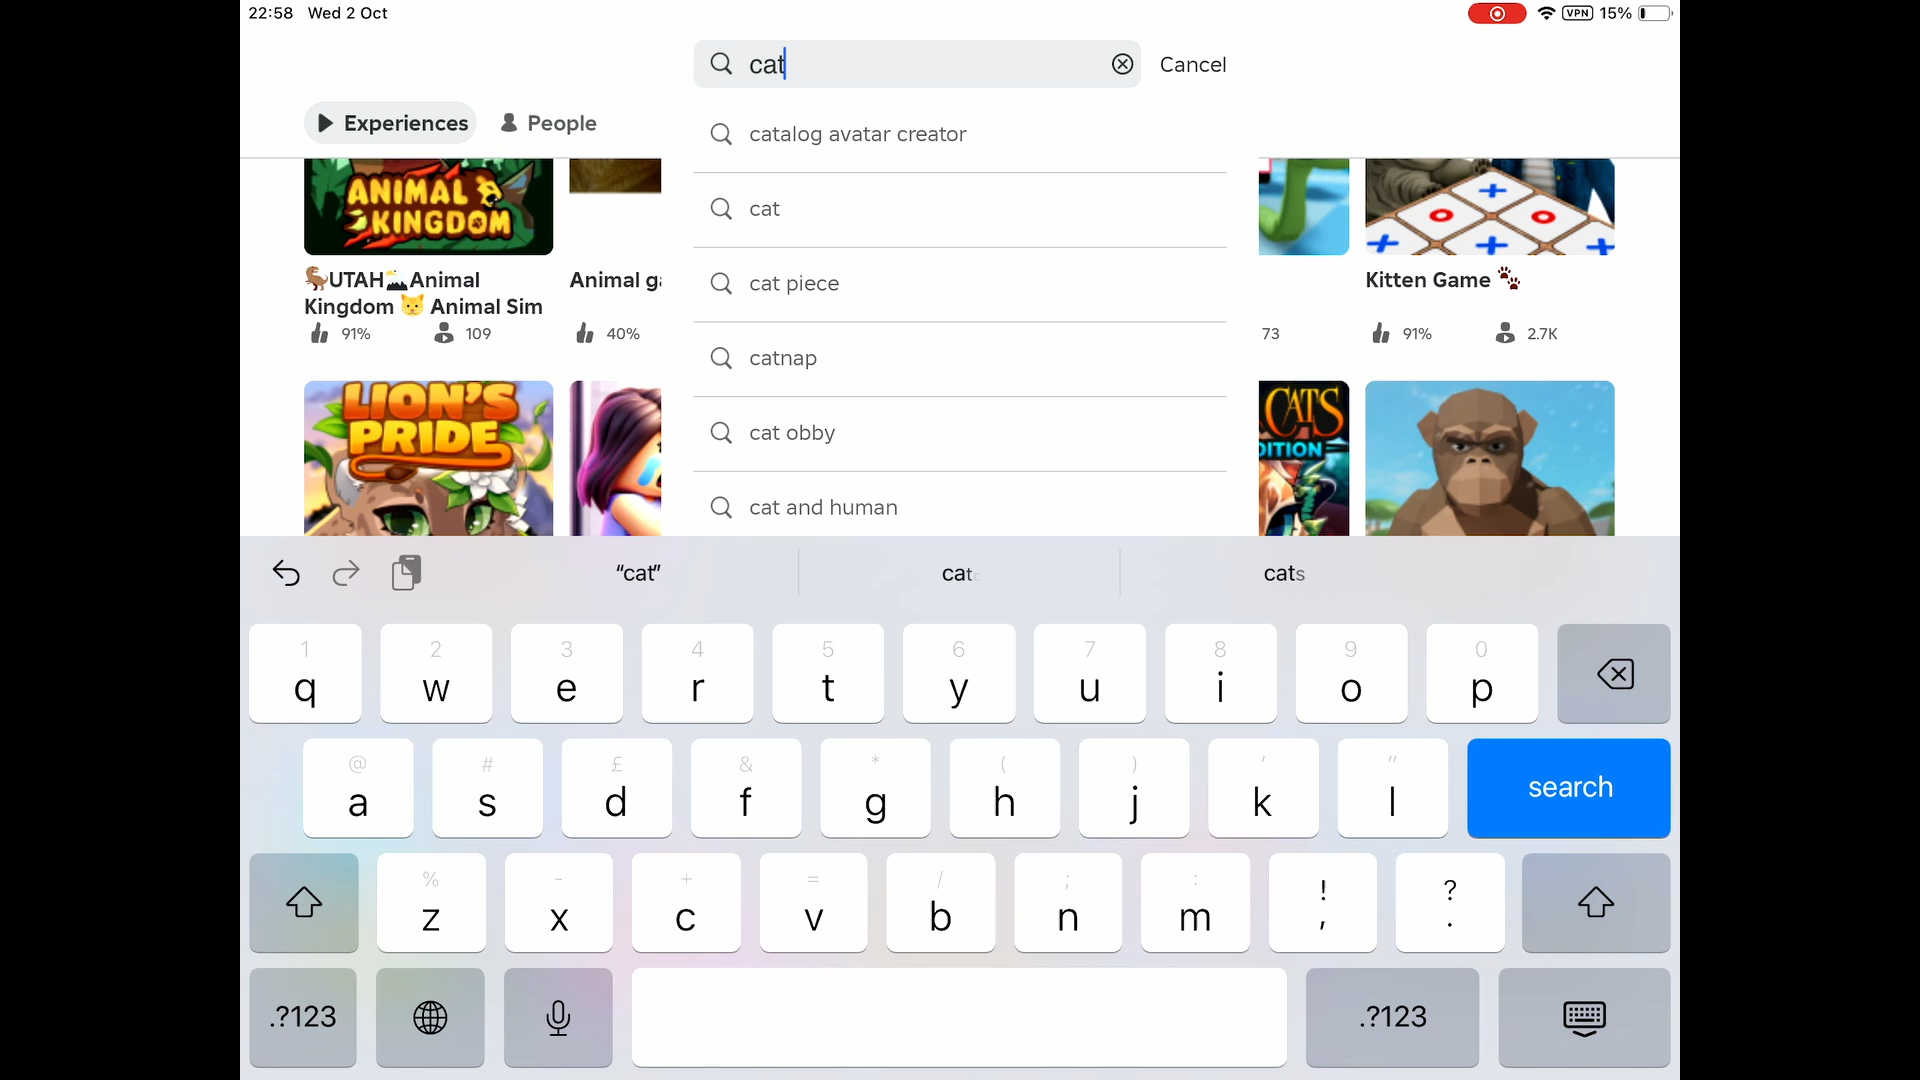 22:58 Wed 2 Oct
VPN 15%
cat
Cancel
Experiences
People
catalog avatar creator
cat
cat piece
catnap
cat obby
cat and human
ANIMAL
KINGDOM
🦖UTAH🏔️Animal
Kingdom 😺 Animal Sim
91% 109
Animal
40%
73
Kitten Game 🐾
91% 2.7K
LION'S
PRIDE
CATS
EDITION
“cat”
cat
cats
1 2 3 4 5 6 7 8 9 0
q w e r t y u i o p
@ # £ & * ( ) ' "
a s d f g h j k l
search
% - + = / ; : ! ?
z x c v b n m , .
.?123
.?123